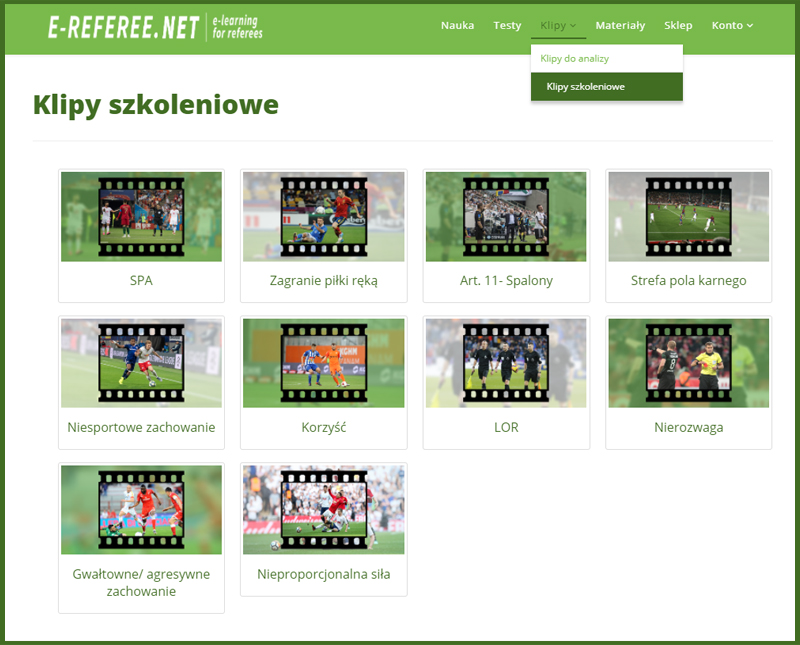 E-REFEREE.NET
e-learning
for referees
Nauka Testy Klipy Materiały Sklep Konto
Klipy do analizy
Klipy szkoleniowe
Klipy szkoleniowe
SPA
Zagranie piłki ręką
Art. 11- Spalony
Strefa pola karnego
Niesportowe zachowanie
Korzyść
LOR
Nierozwaga
Gwałtowne/ agresywne
zachowanie
Nieproporcjonalna siła